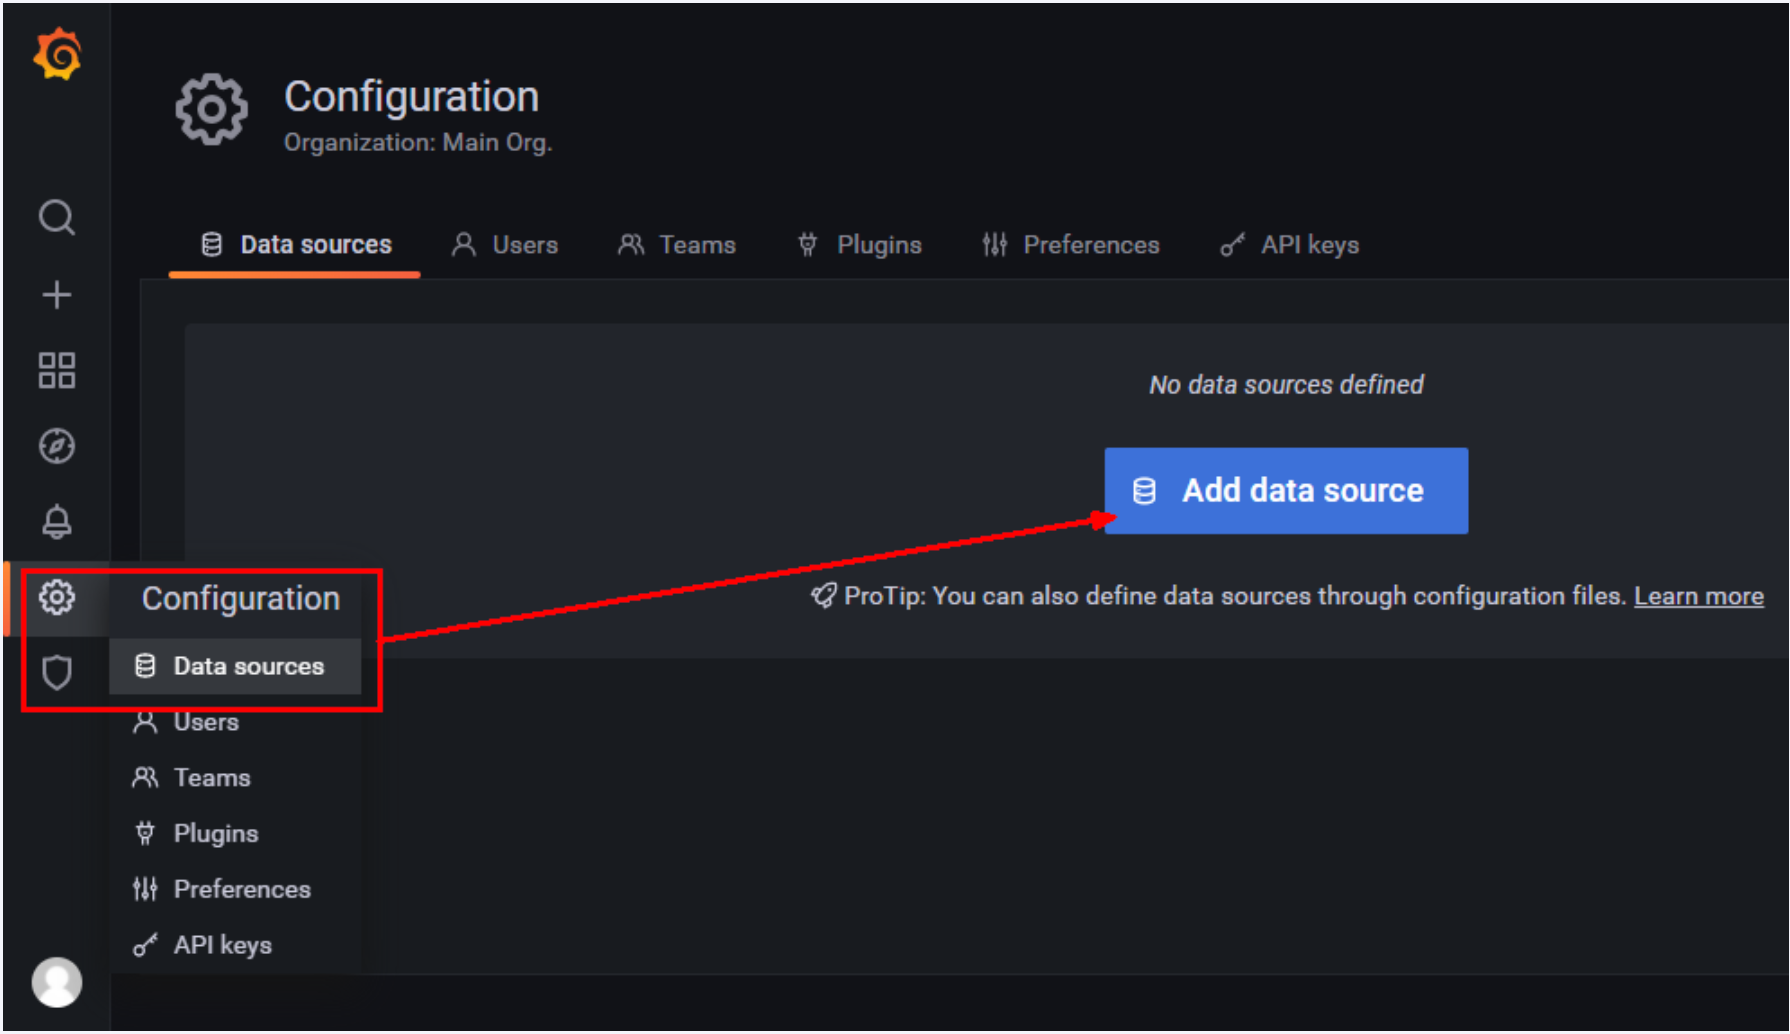 Configuration
Organization: Main Org.
Data sources
Users
Teams
Plugins
Preferences
API keys
No data sources defined
Add data source
ProTip: You can also define data sources through configuration files. Learn more
Configuration
Data sources
Users
Teams
Plugins
Preferences
API keys